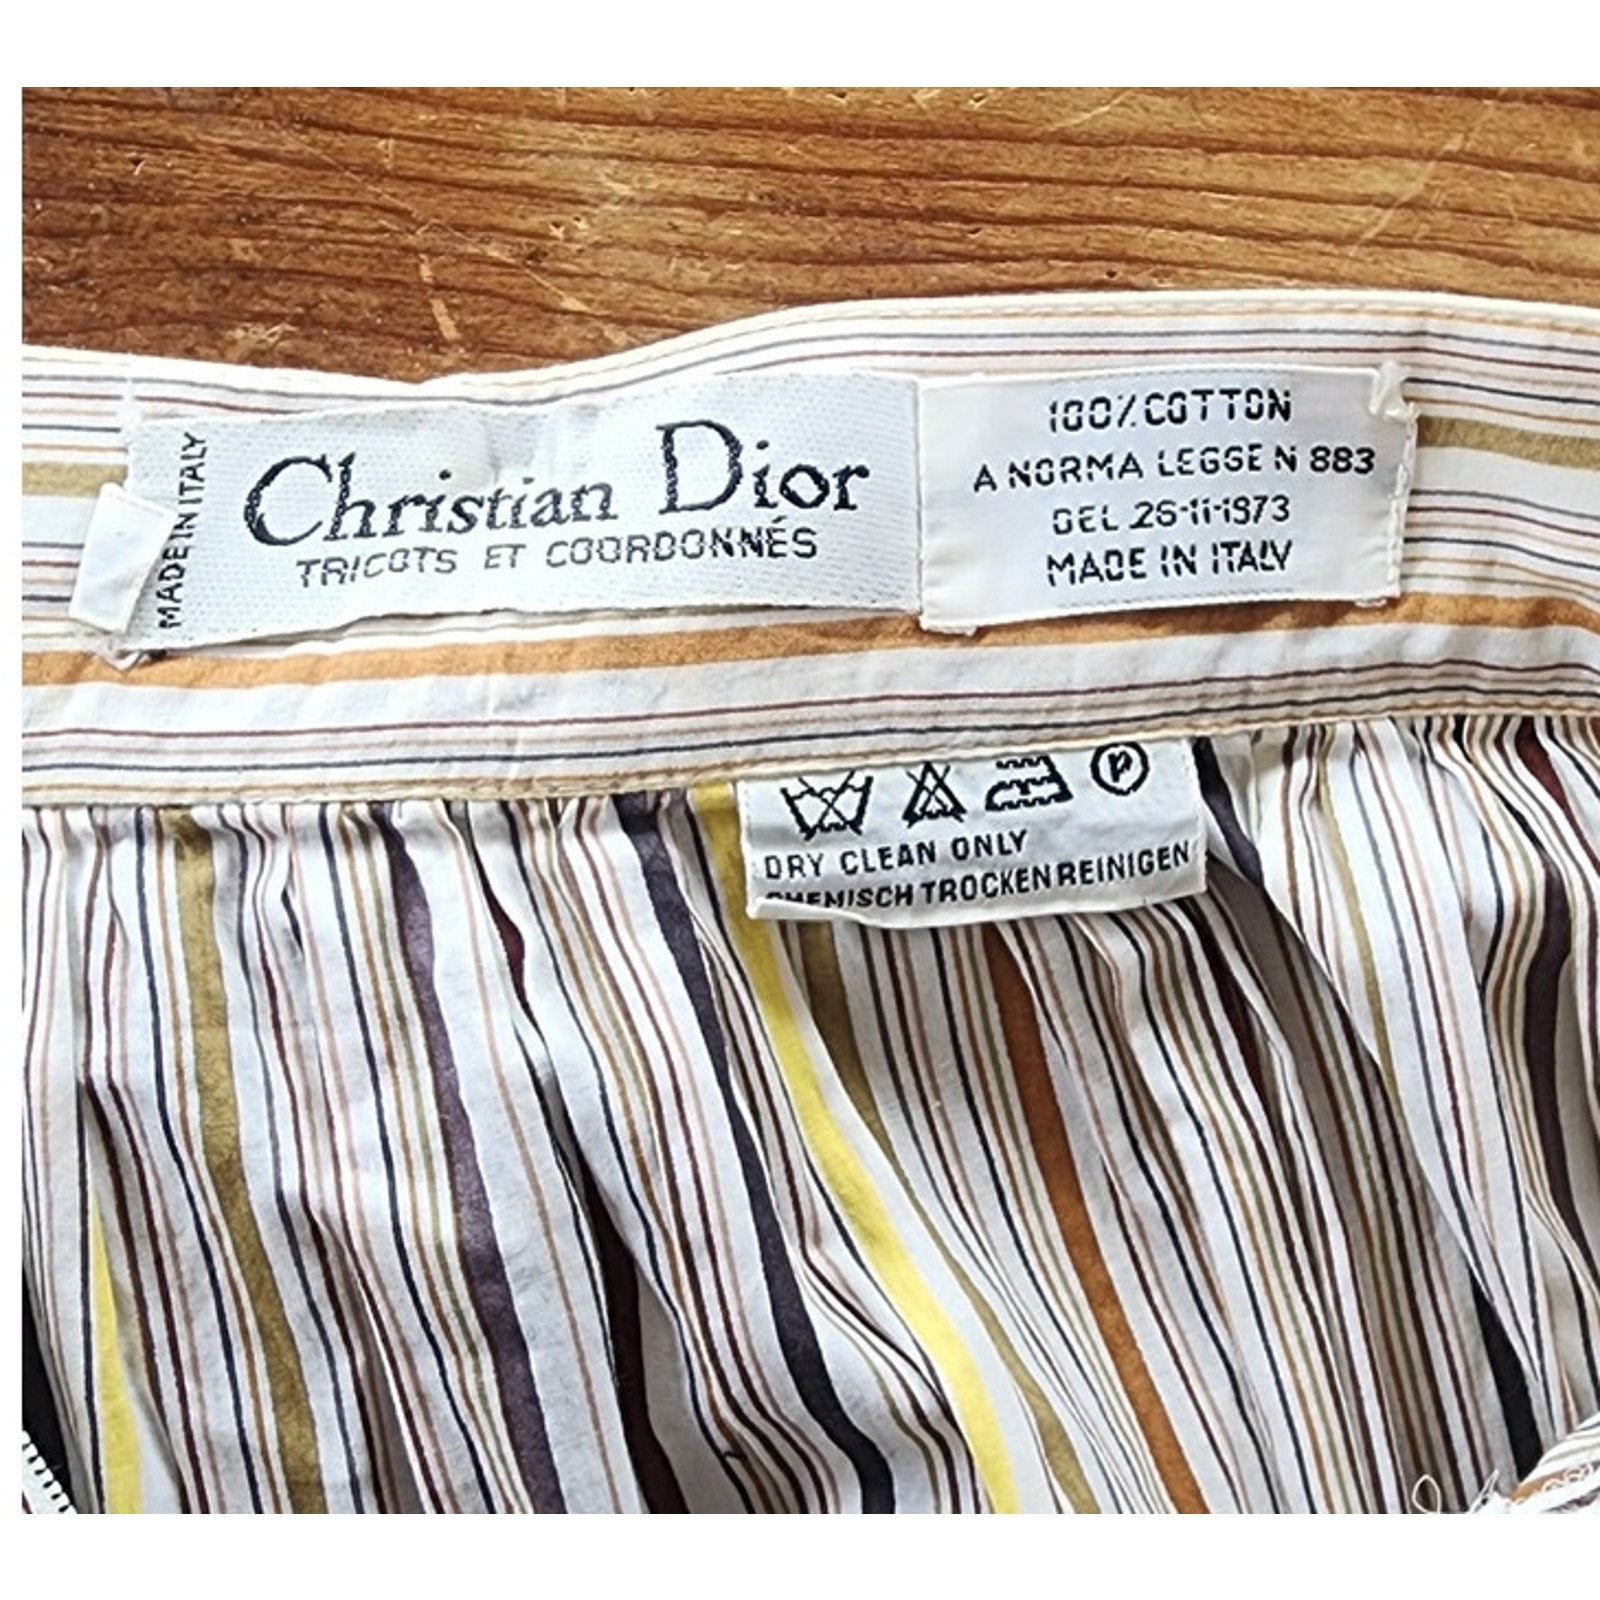 MADE IN ITALY
Christian Dior
TRICOTS ET COORDONNÉS
100% COTTON
A NORMA LEGGE N 883
DEL 26-11-1973
MADE IN ITALY
P
DRY CLEAN ONLY
CHEMISCH TROCKEN REINIGEN